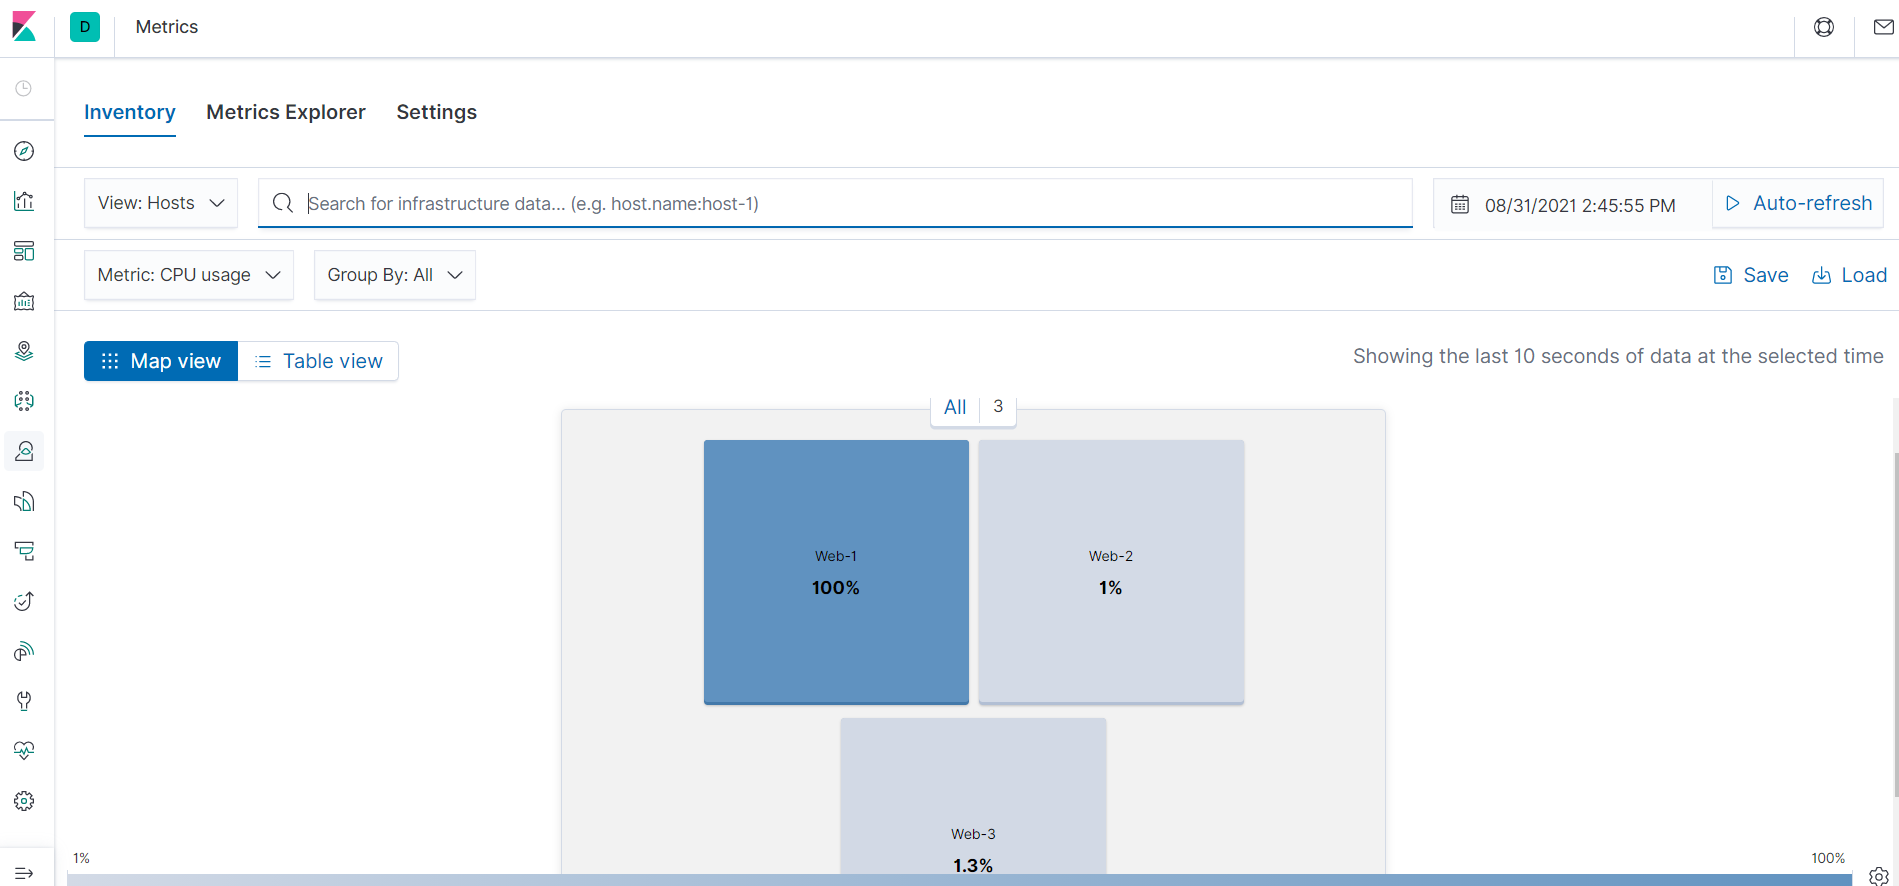 D
Metrics
Inventory Metrics Explorer Settings
View: Hosts
Search for infrastructure data... (e.g. host.name:host-1)
08/31/2021 2:45:55 PM
Auto-refresh
Metric: CPU usage
Group By: All
Save
Load
Map view
Table view
Showing the last 10 seconds of data at the selected time
All 3
Web-1
100%
Web-2
1%
Web-3
1.3%
1%
100%